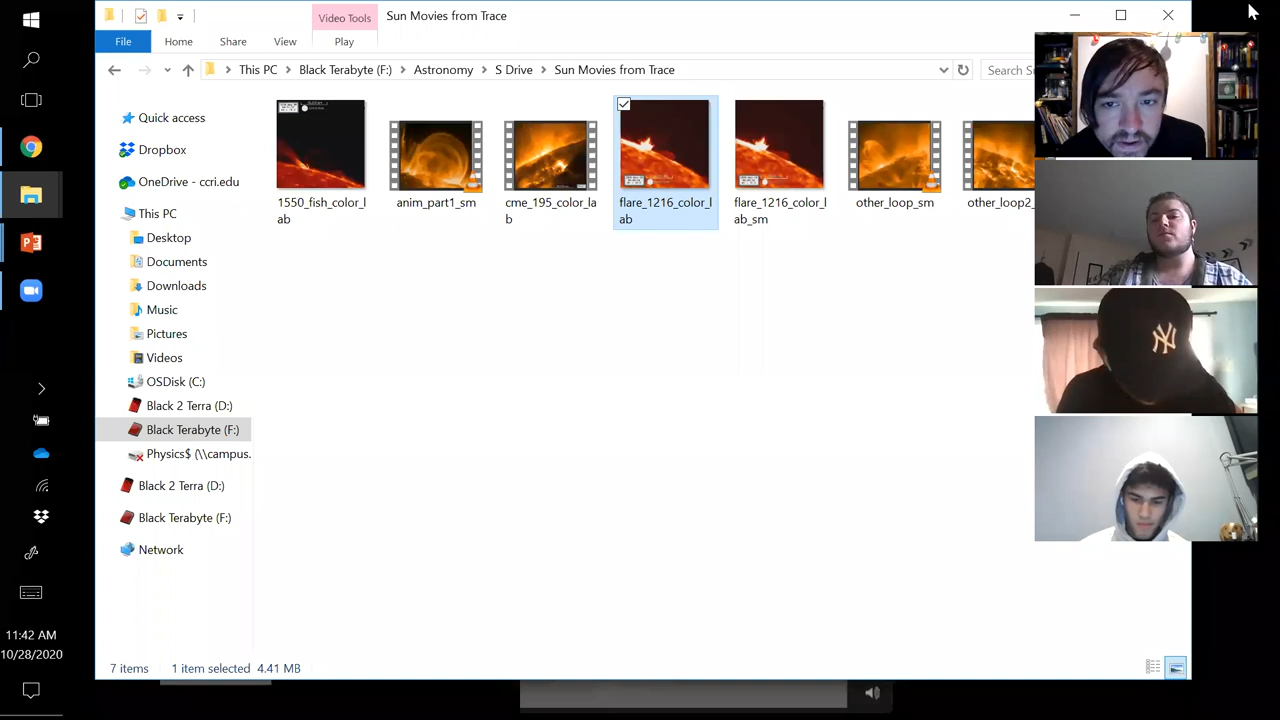 Video Tools
Sun Movies from Trace
File
Home
Share
View
Play
This PC
Black Terabyte (F:)
Astronomy
S Drive
Sun Movies from Trace
Search Su
Quick access
Dropbox
OneDrive - ccri.edu
This PC
Desktop
Documents
Downloads
Music
Pictures
Videos
OSDisk (C:)
Black 2 Terra (D:)
Black Terabyte (F:)
Physics$ (\\campus.
Black 2 Terra (D:)
Black Terabyte (F:)
Network
1550_fish_color_l
ab
anim_part1_sm
cme_195_color_la
b
flare_1216_color_l
ab
flare_1216_color_l
ab_sm
other_loop_sm
other_loop2_
NY
11:42 AM
10/28/2020
7 items
1 item selected
4.41 MB